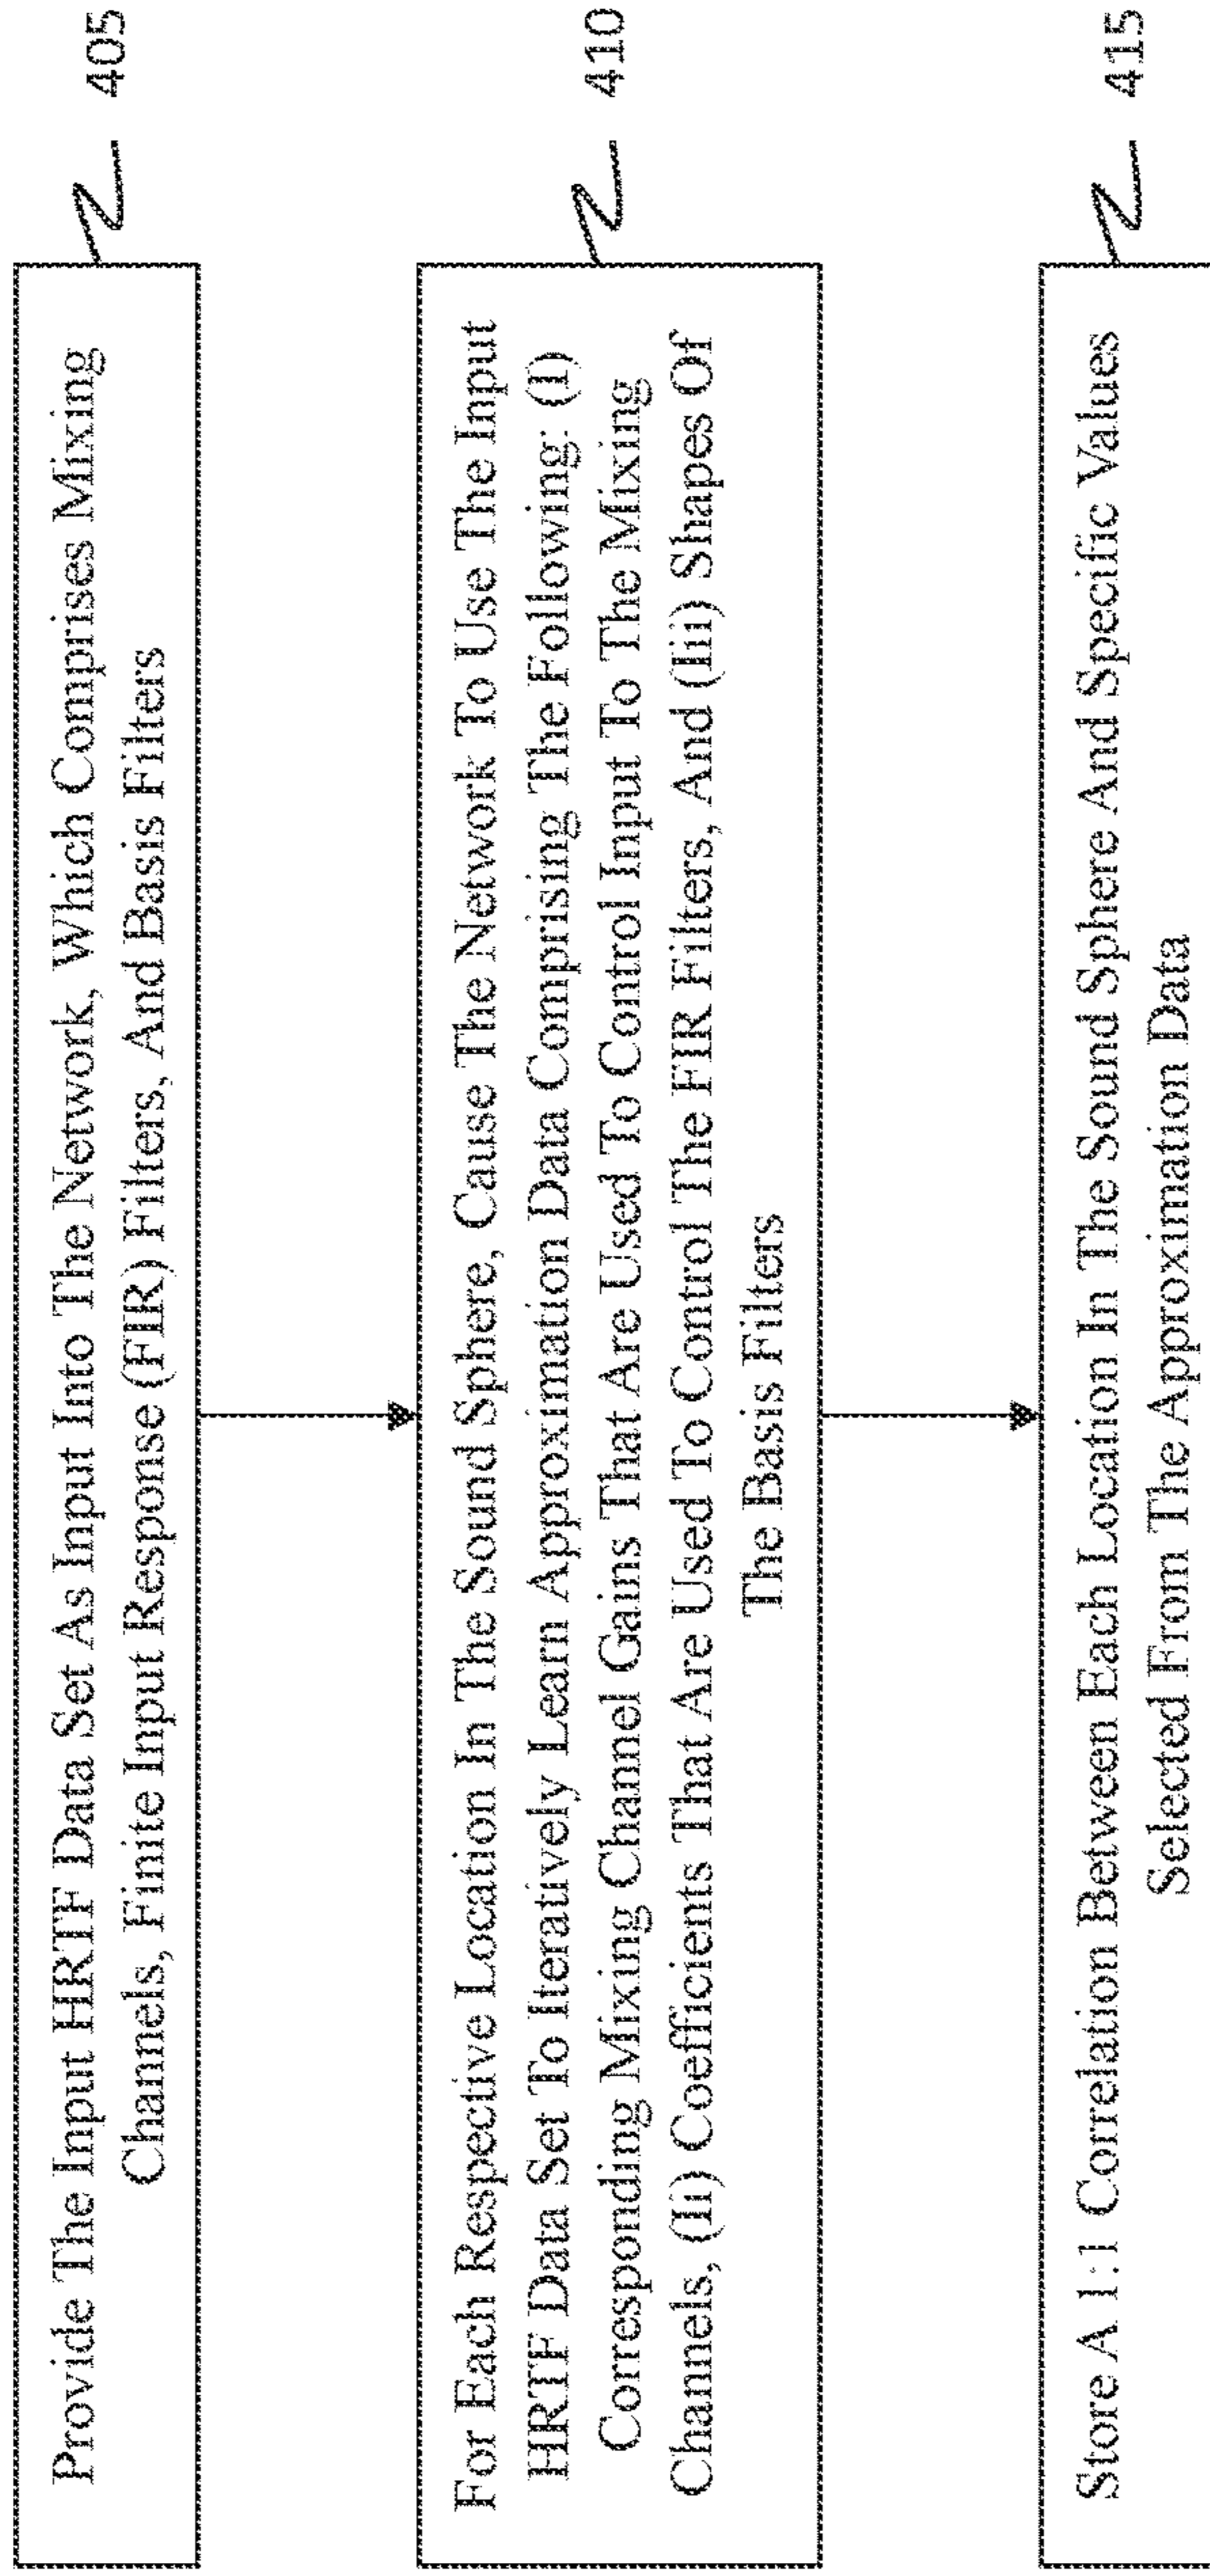 Provide The Input HRTF Data Set As Input Into The Network, Which Comprises Mixing
Channels, Finite Input Response (FIR) Filters, And Basis Filters
405
For Each Respective Location In The Sound Sphere, Cause The Network To Use The Input
HRTF Data Set To Iteratively Learn Approximation Data Comprising The Following: (I)
Corresponding Mixing Channel Gains That Are Used To Control Input To The Mixing
Channels, (Ii) Coefficients That Are Used To Control The FIR Filters, And (Iii) Shapes Of
The Basis Filters
410
Store A 1:1 Correlation Between Each Location In The Sound Sphere And Specific Values
Selected From The Approximation Data
415